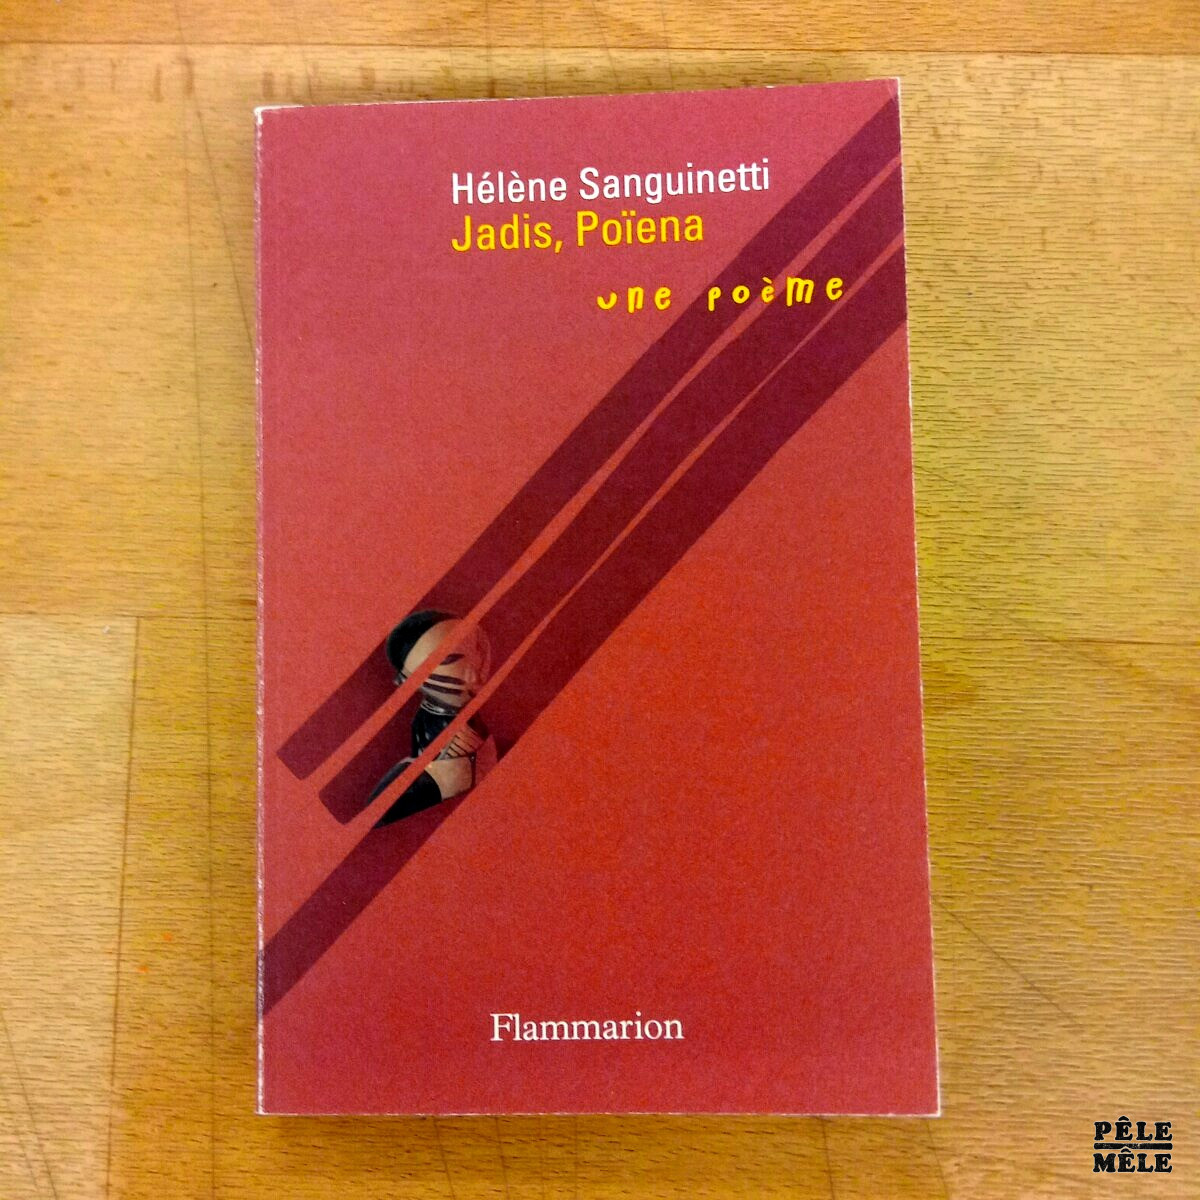 Hélène Sanguinetti
Jadis, Poïena
une poème
Flammarion
PÊLE
MÊLE